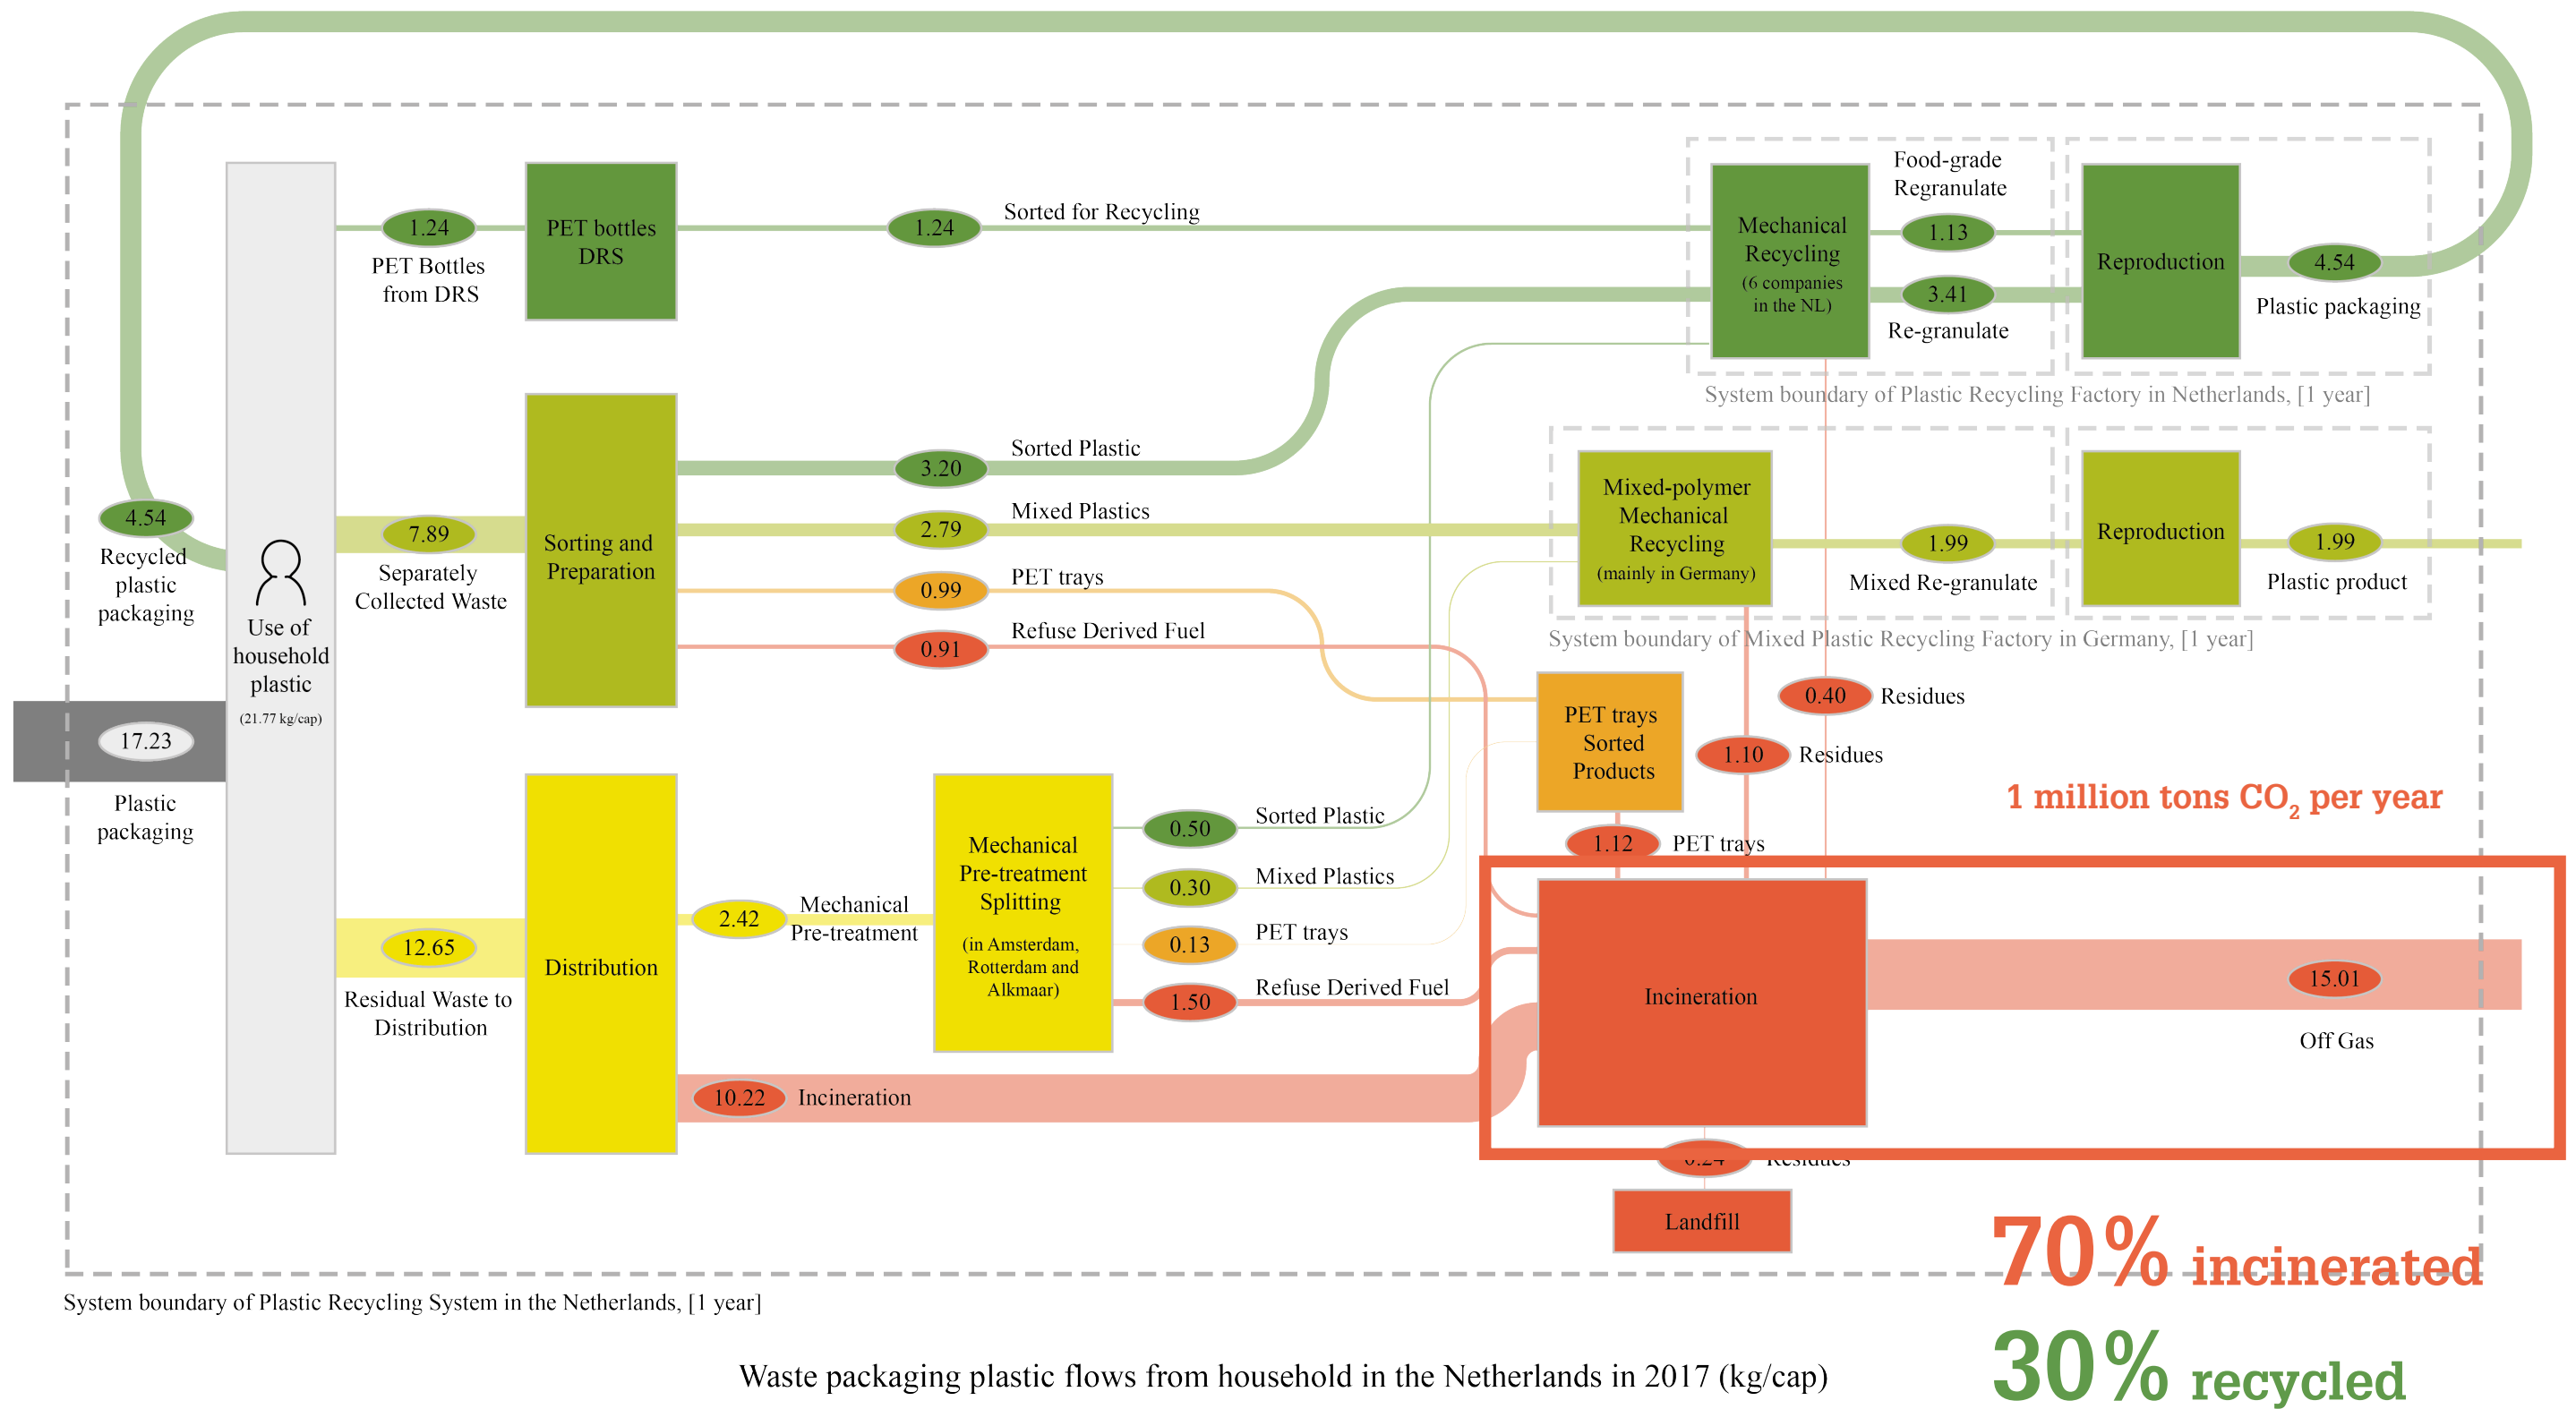 1.24
PET Bottles
from DRS
PET bottles
DRS
1.24
Sorted for Recycling
Mechanical
Recycling
(6 companies
in the NL)
Food-grade
Regranulate
1.13
3.41
Re-granulate
Reproduction
4.54
Plastic packaging
System boundary of Plastic Recycling Factory in Netherlands, [1 year]
4.54
Recycled
plastic
packaging
17.23
Plastic
packaging
Use of
household
plastic
(21.77 kg/cap)
7.89
Separately
Collected Waste
Sorting and
Preparation
3.20
Sorted Plastic
2.79
Mixed Plastics
0.99
PET trays
0.91
Refuse Derived Fuel
Mixed-polymer
Mechanical
Recycling
(mainly in Germany)
1.99
Mixed Re-granulate
Reproduction
1.99
Plastic product
System boundary of Mixed Plastic Recycling Factory in Germany, [1 year]
PET trays
Sorted
Products
0.40
Residues
1.10
Residues
1.12
PET trays
1 million tons CO2 per year
12.65
Residual Waste to
Distribution
Distribution
2.42
Mechanical
Pre-treatment
Mechanical
Pre-treatment
Splitting
(in Amsterdam,
Rotterdam and
Alkmaar)
0.50
Sorted Plastic
0.30
Mixed Plastics
0.13
PET trays
1.50
Refuse Derived Fuel
10.22
Incineration
Incineration
15.01
Off Gas
0.24
Residues
Landfill
70% incinerated
30% recycled
System boundary of Plastic Recycling System in the Netherlands, [1 year]
Waste packaging plastic flows from household in the Netherlands in 2017 (kg/cap)